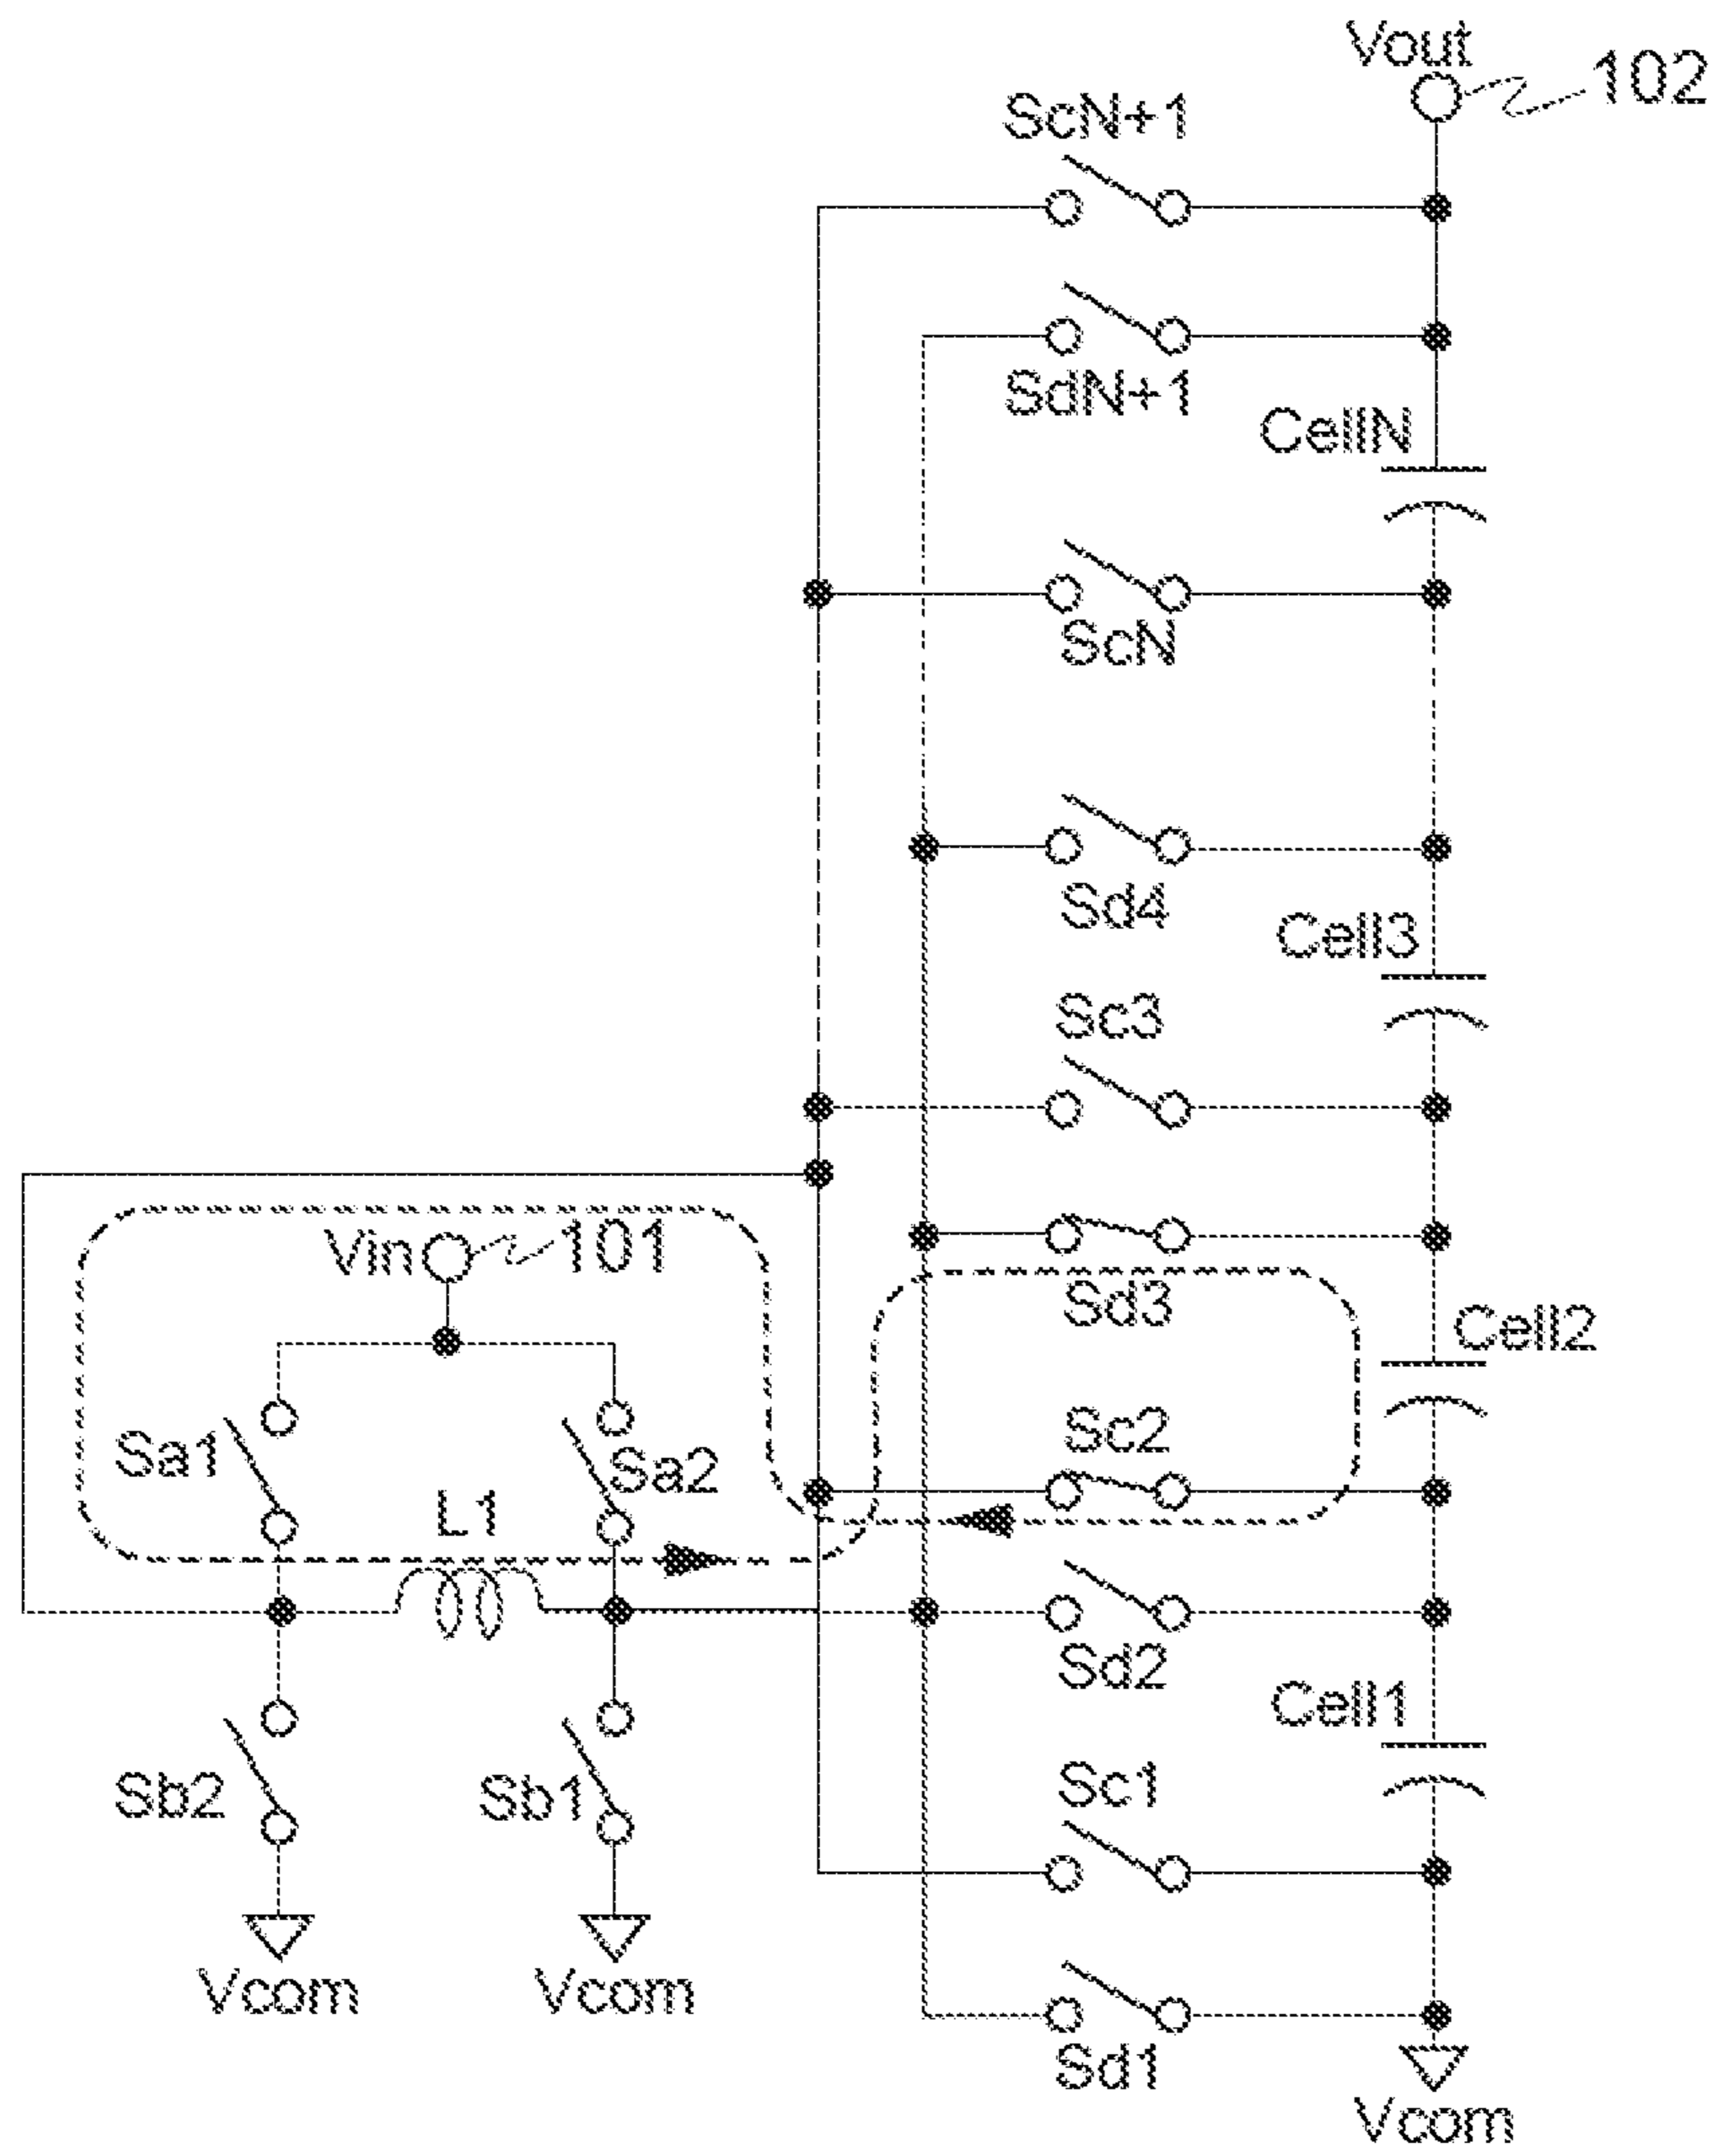 Vout
102
ScN+1
SdN+1
CellN
ScN
Sd4
Cell3
Sc3
Vin
101
Sd3
Cell2
Sa1
Sa2
Sc2
L1
Sd2
Cell1
Sb2
Sb1
Sc1
Vcom
Vcom
Sd1
Vcom